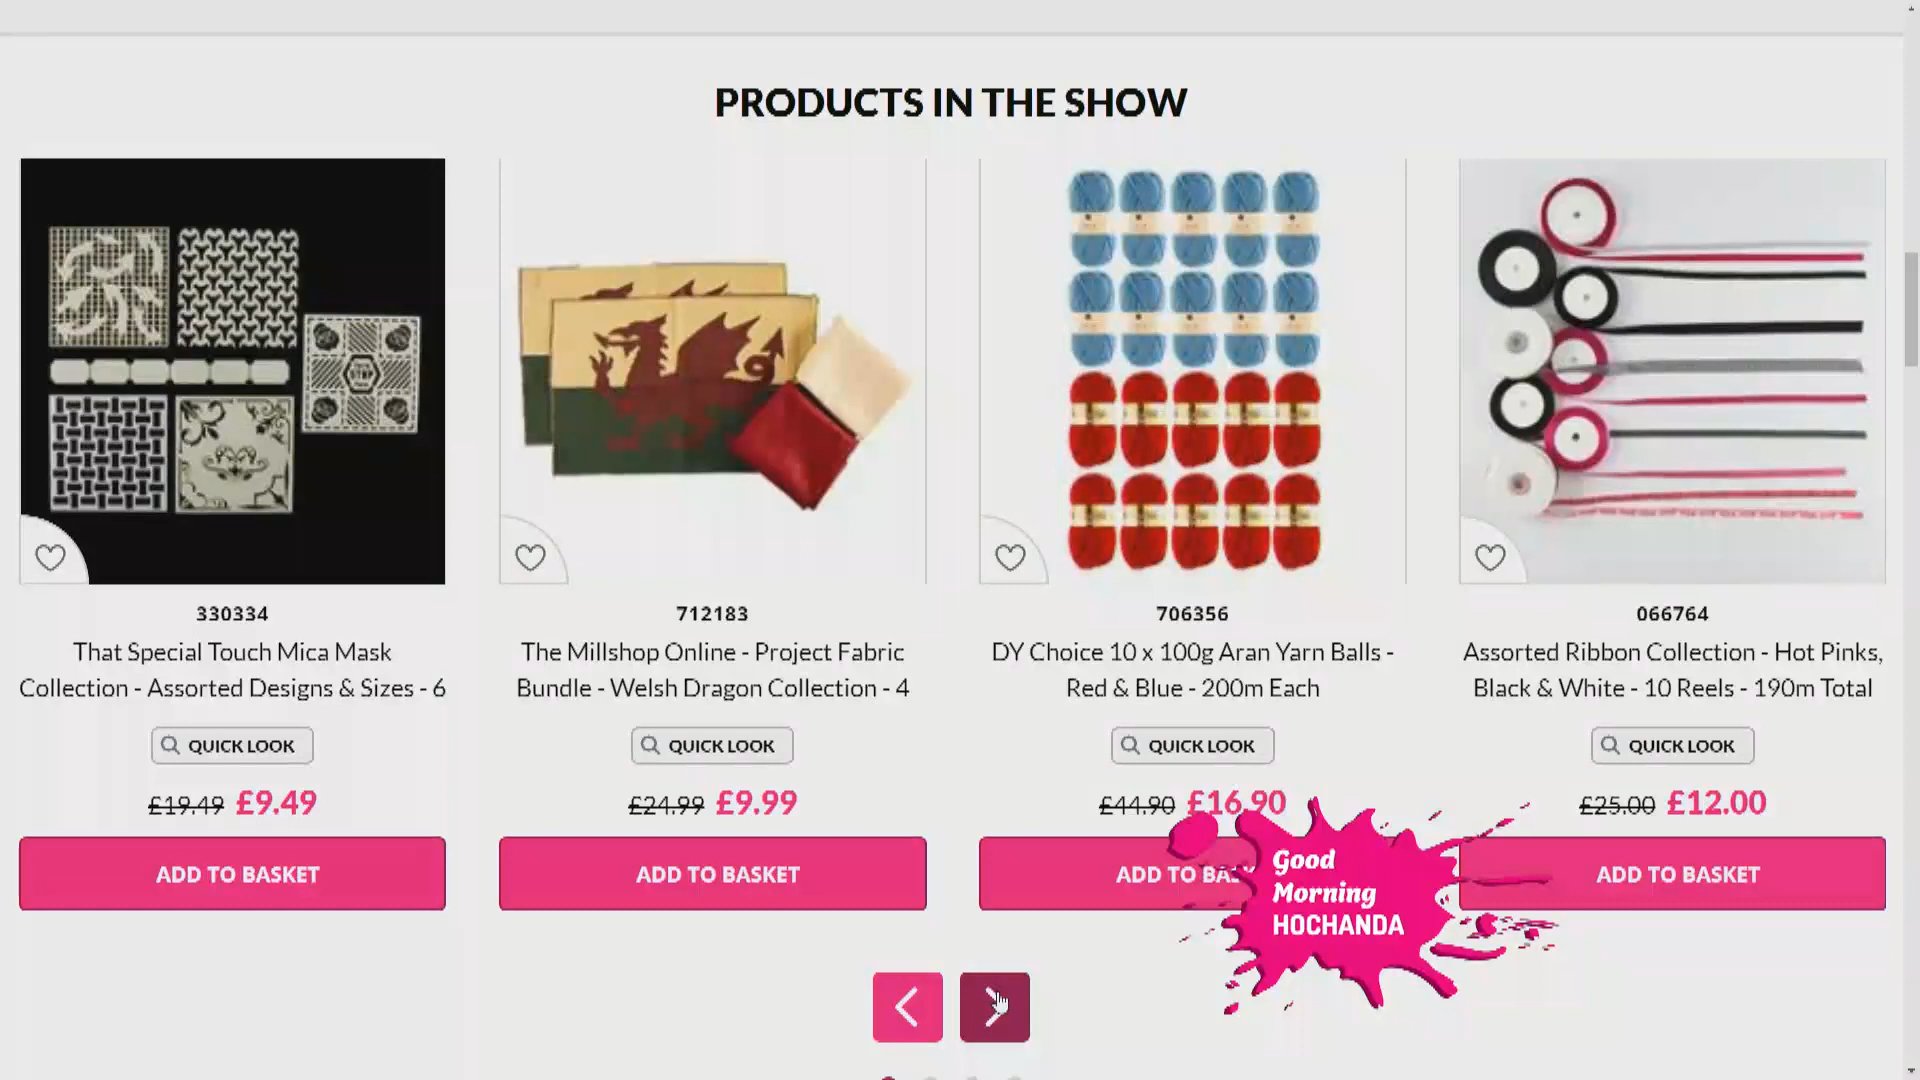 PRODUCTS IN THE SHOW
STOP
330334
That Special Touch Mica Mask
Collection - Assorted Designs & Sizes - 6
QUICK LOOK
£19.49 £9.49
ADD TO BASKET
712183
The Millshop Online - Project Fabric
Bundle - Welsh Dragon Collection - 4
QUICK LOOK
£24.99 £9.99
ADD TO BASKET
706356
DY Choice 10 x 100g Aran Yarn Balls -
Red & Blue - 200m Each
QUICK LOOK
£44.90 £16.90
ADD TO BAS
066764
Assorted Ribbon Collection - Hot Pinks,
Black & White - 10 Reels - 190m Total
QUICK LOOK
£25.00 £12.00
ADD TO BASKET
Good
Morning
HOCHANDA